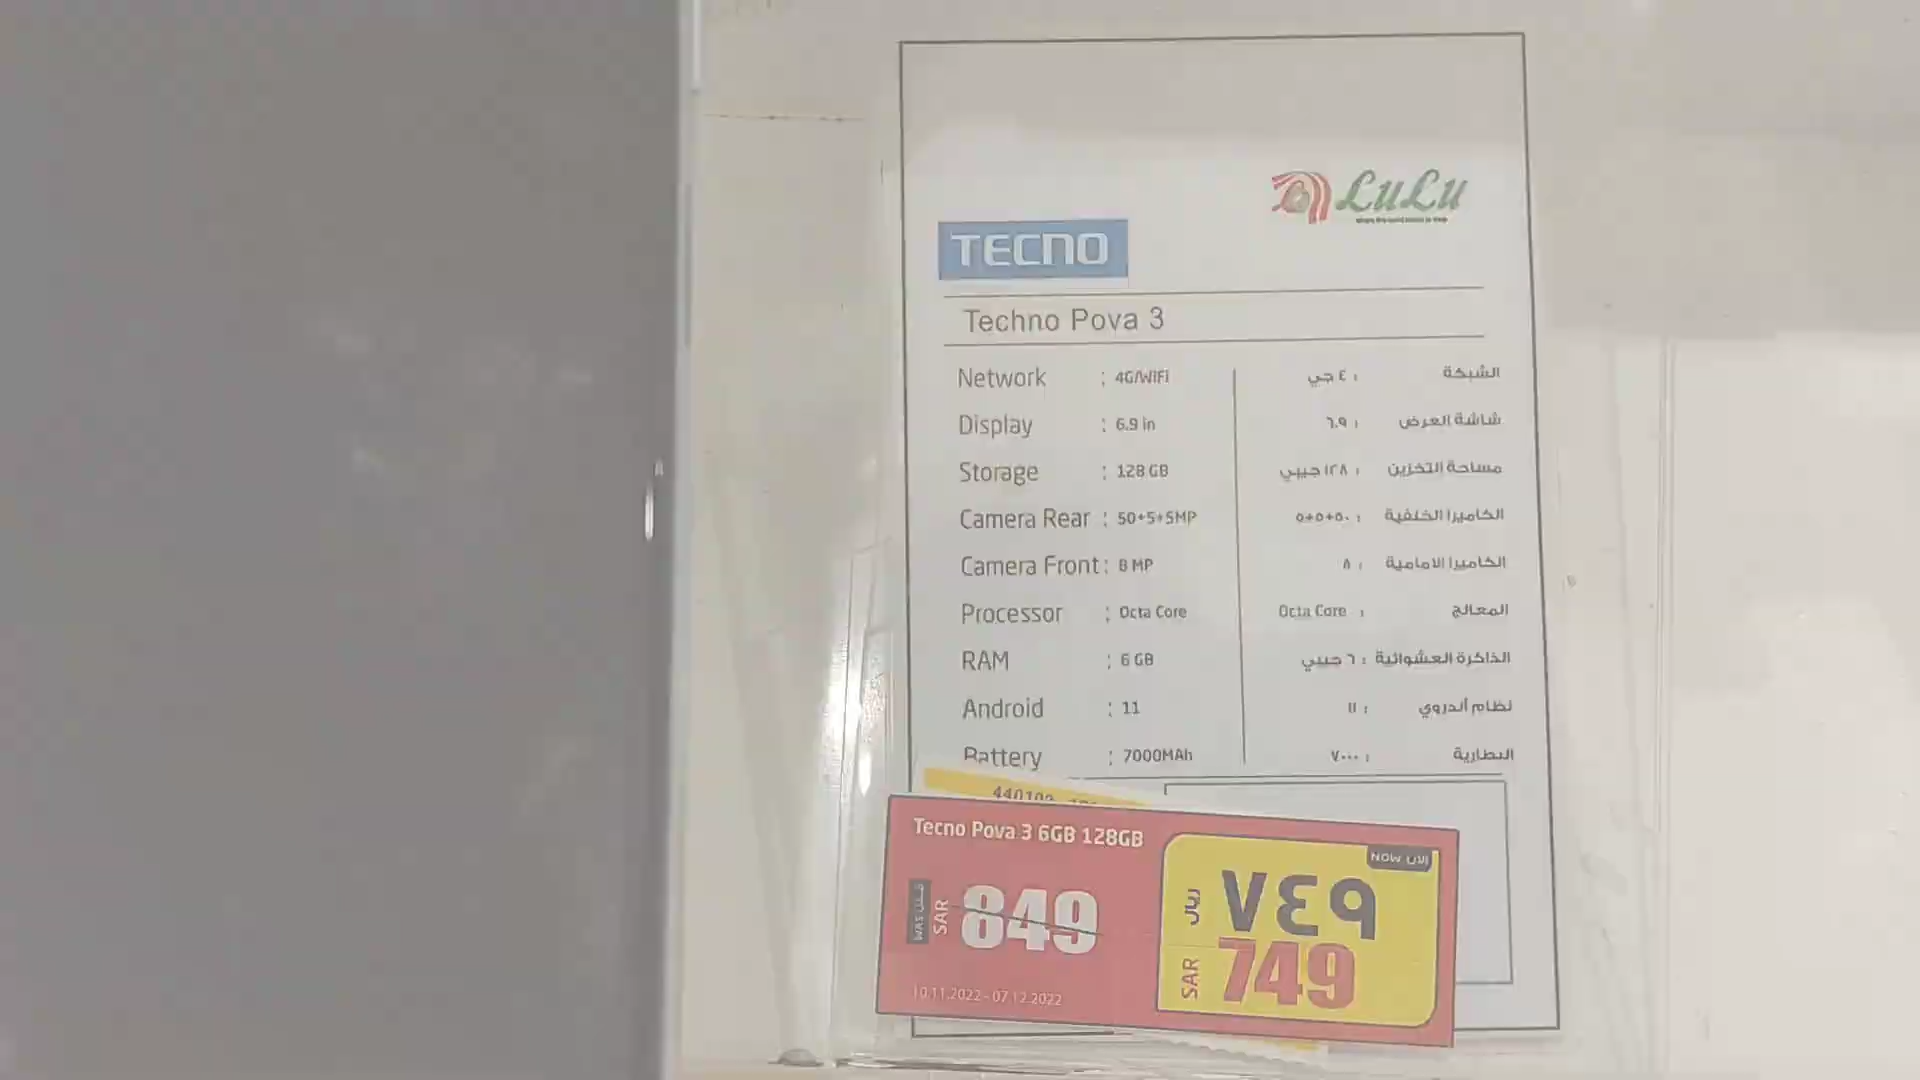 LuLu
TECNO
Techno Pova 3
Network : 4G/WiFi
الشبكة : ٤ جي
Display : 6.9 in
شاشة العرض : ٦.٩
Storage : 128 GB
مساحة التخزين : ١٢٨ جيبي
Camera Rear : 50+5+5MP
الكاميرا الخلفية : ٥٠+٥+٥
Camera Front : 8 MP
الكاميرا الامامية : ٨
Processor : Octa Core
المعالج : Octa Core
RAM : 6 GB
الذاكرة العشوائية : ٦ جيبي
Android : 11
نظام أندروي : ١١
Battery : 7000MAh
البطارية : ٧٠٠٠
Tecno Pova 3 6GB 128GB
WAS
SAR 849
10.11.2022 - 07.12.2022
NOW الآن
ريال ٧٤٩
SAR 749